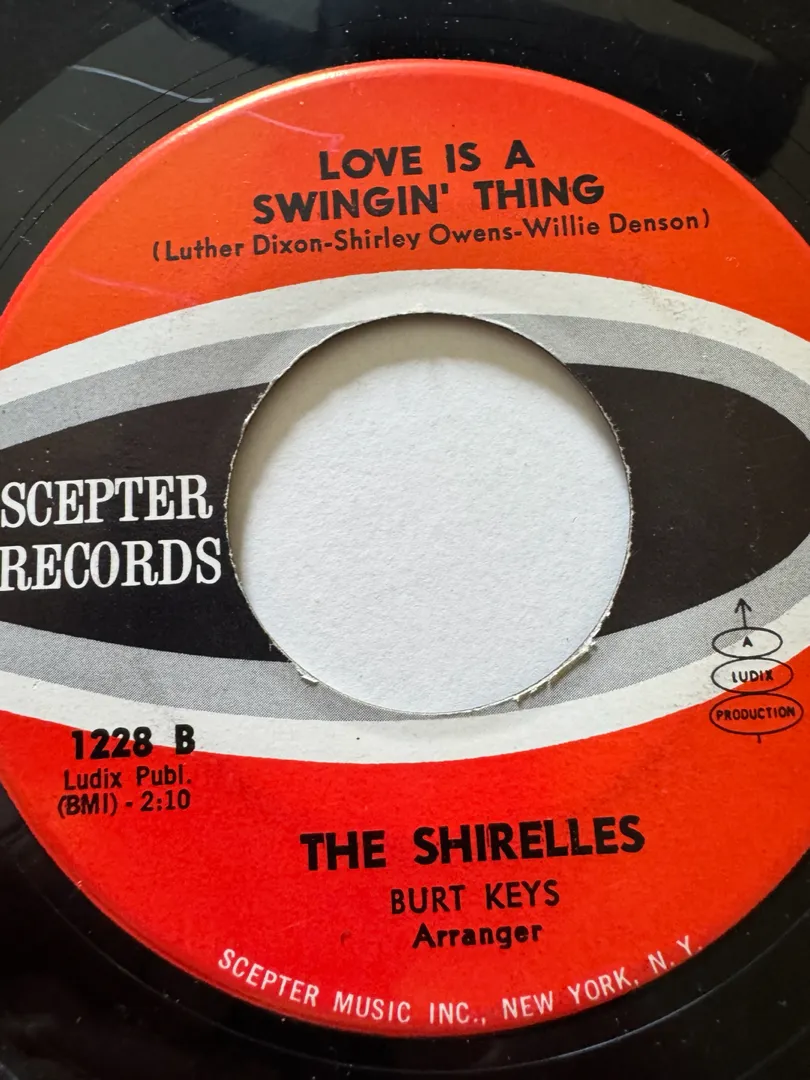 LOVE IS A
SWINGIN' THING
(Luther Dixon-Shirley Owens-Willie Denson)
SCEPTER
RECORDS
A
LUDIX
PRODUCTION
1228 B
Ludix Publ.
(BMI) - 2:10
THE SHIRELLES
BURT KEYS
Arranger
SCEPTER MUSIC INC., NEW YORK, N. Y.